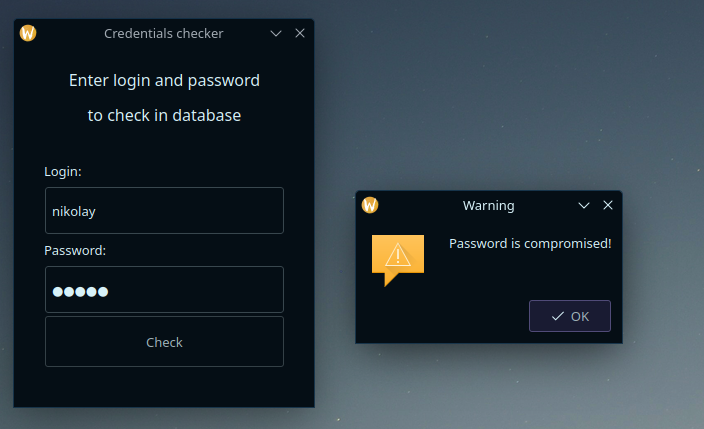 Credentials checker
Enter login and password
to check in database
Login:
nikolay
Password:
●●●●●
Check
Warning
Password is compromised!
OK